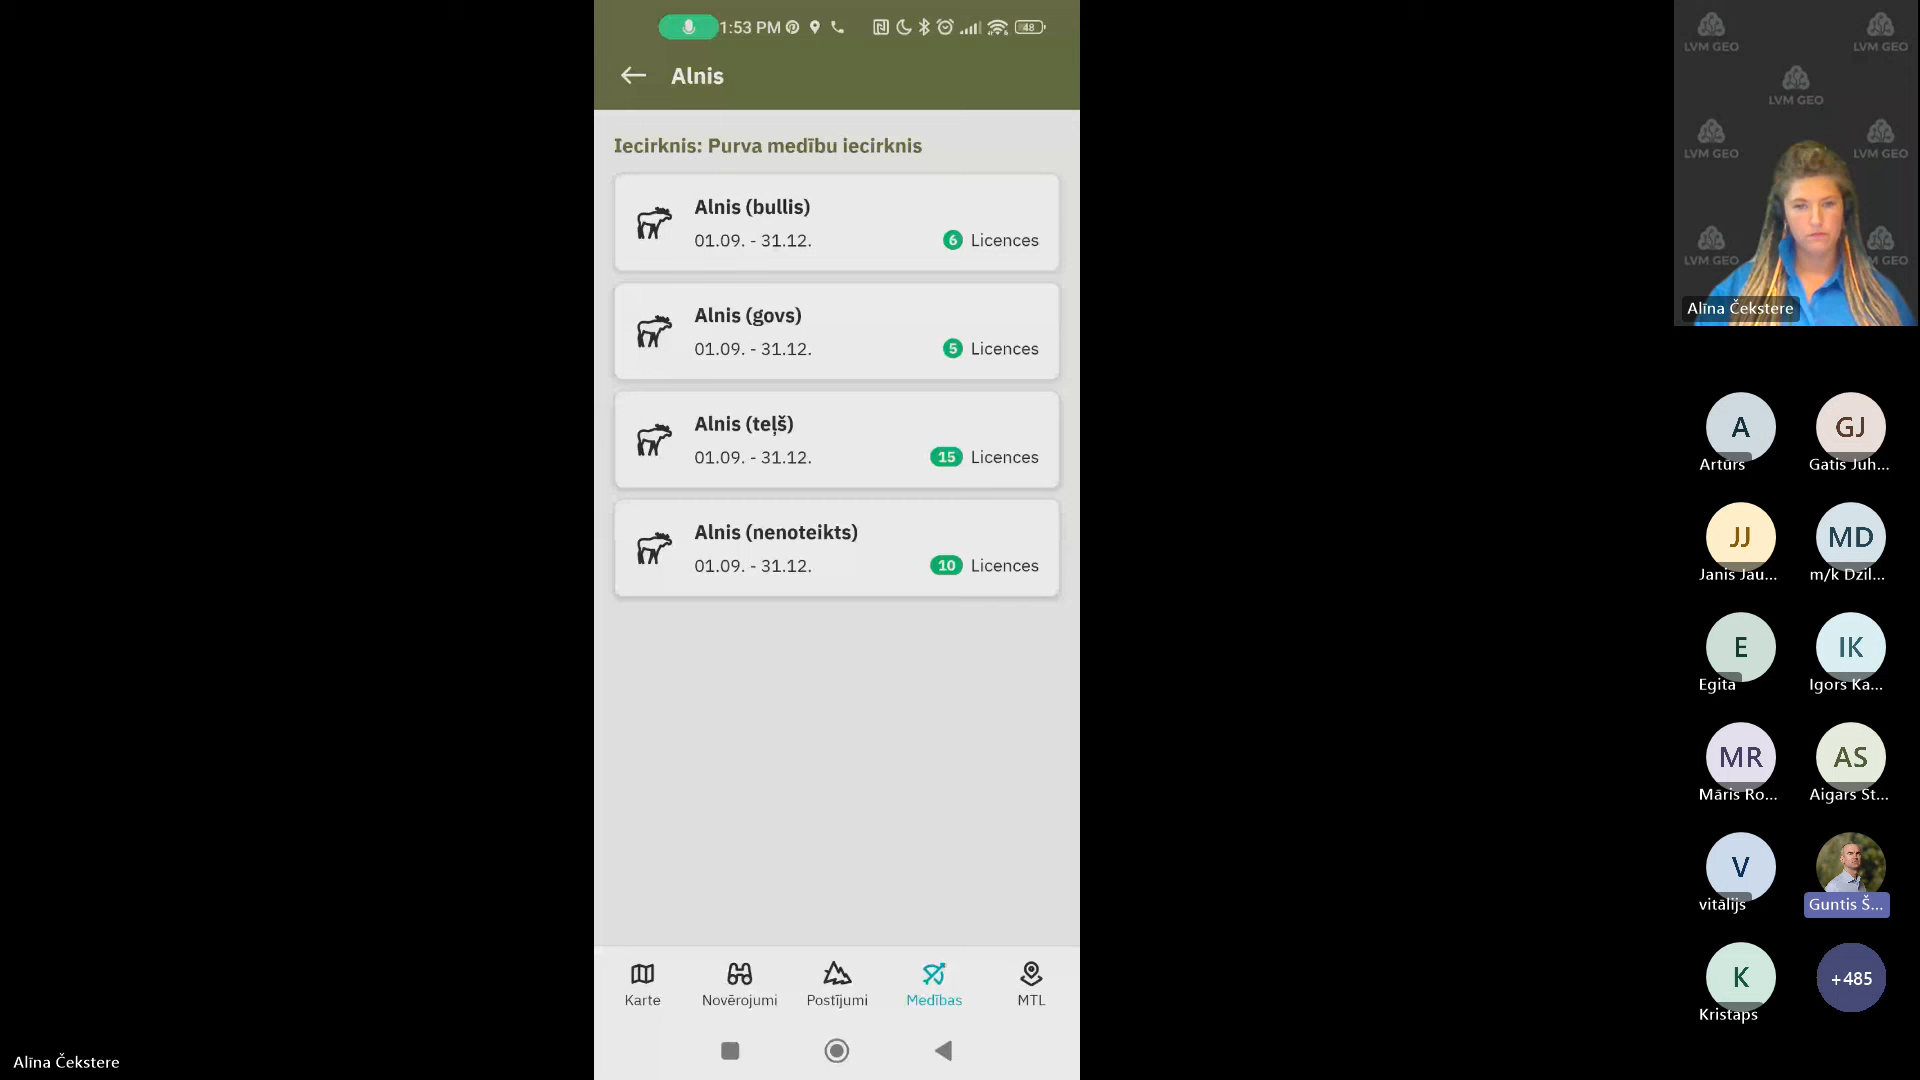 1:53 PM
48
Alnis
Iecirknis: Purva medību iecirknis
Alnis (bullis)
01.09. - 31.12.
6 Licences
Alnis (govs)
01.09. - 31.12.
5 Licences
Alnis (teļš)
01.09. - 31.12.
15 Licences
Alnis (nenoteikts)
01.09. - 31.12.
10 Licences
Karte
Novērojumi
Postījumi
Medības
MTL
Alīna Čekstere
LVM GEO
LVM GEO
LVM GEO
LVM GEO
LVM GEO
LVM GEO
LVM GEO
Alīna Čekstere
A
Artūrs
GJ
Gatis Juh...
JJ
Janis Jau...
MD
m/k Dzil...
E
Egita
IK
Igors Ka...
MR
Māris Ro...
AS
Aigars St...
V
vitālijs
Guntis Š...
K
Kristaps
+485